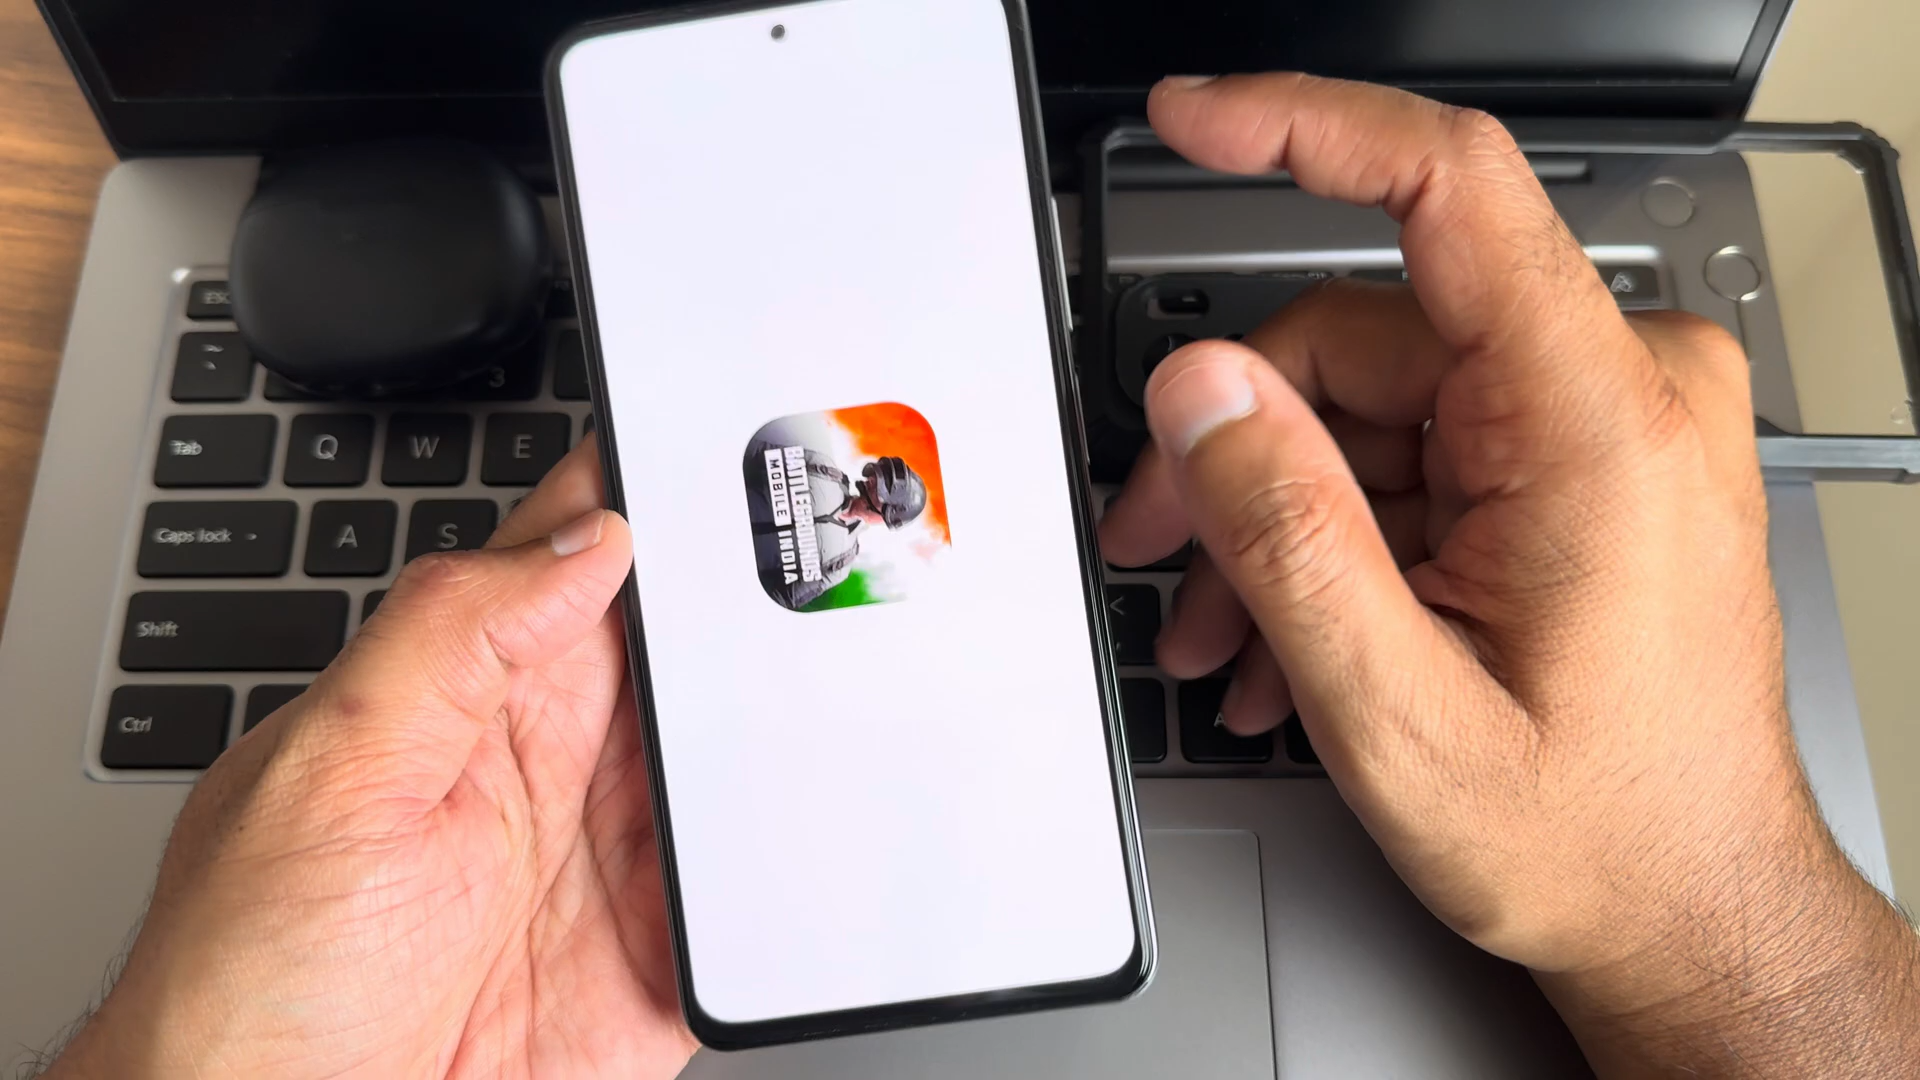 BATTLEGROUNDS
MOBILE INDIA
ESC
3
Tab
Q
W
E
Caps lock
A
S
Shift
<
Ctrl
A